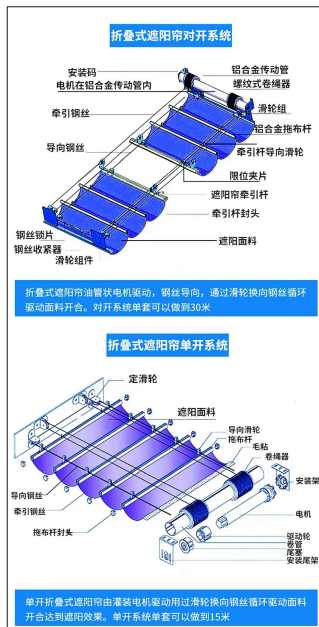 折叠式遮阳帘对开系统
安装码
铝合金传动管
电机在铝合金传动管内
螺纹式卷绳器
牵引钢丝
滑轮组
铝合金拖布杆
导向钢丝
牵引杆导向滑轮
限位夹片
遮阳帘牵引杆
牵引杆封头
钢丝锁片
遮阳面料
钢丝收紧器
滑轮组件
折叠式遮阳帘油管状电机驱动，钢丝导向，通过滑轮换向钢丝循环
驱动面料开合。对开系统单套可以做到30米
折叠式遮阳帘单开系统
定滑轮
遮阳面料
导向滑轮
拖布杆
毛粘
卷绳器
安装架
导向钢丝
牵引钢丝
电机
拖布杆封头
驱动轮
卷管
尾塞
安装尾架
单开折叠式遮阳帘由灌装电机驱动用过滑轮换向钢丝循环驱动面料
开合达到遮阳效果。单开系统单套可以做到15米